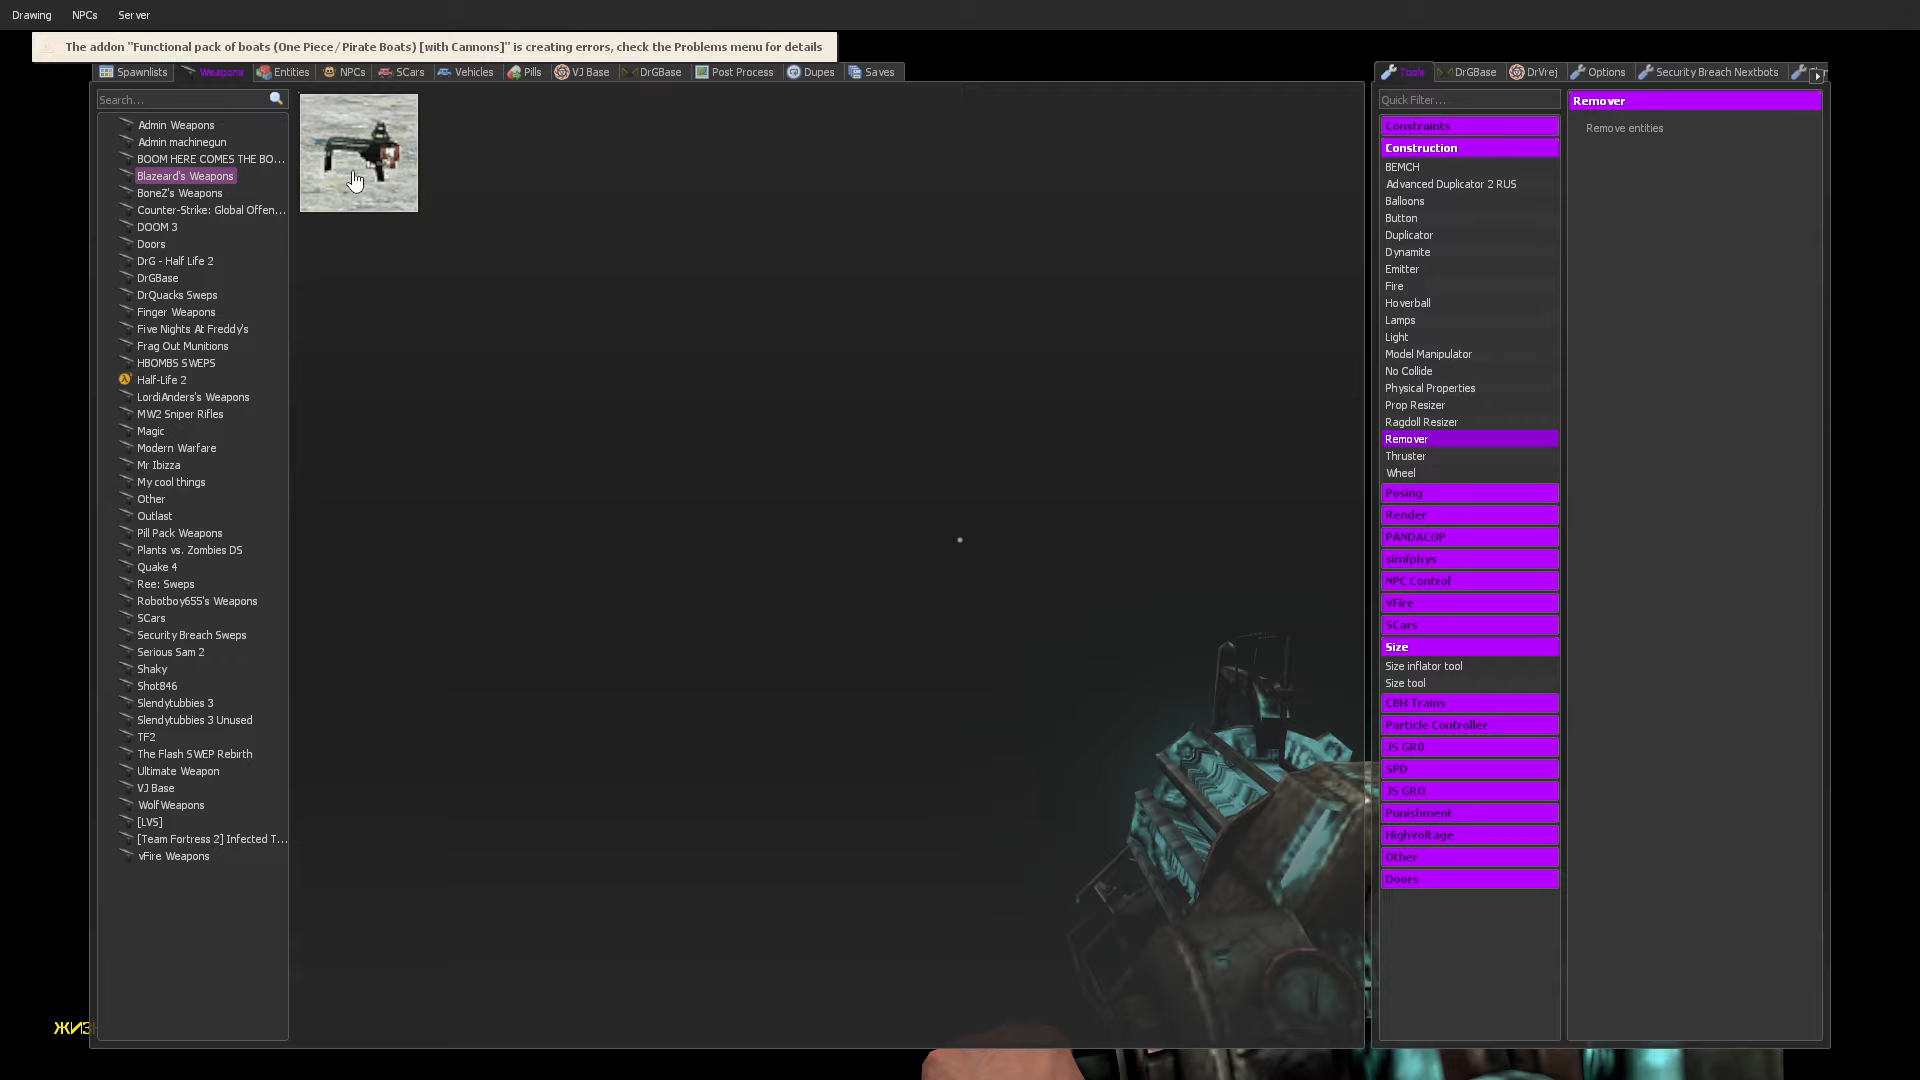 Drawing NPCs Server
The addon "Functional pack of boats (One Piece/Pirate Boats) [with Cannons]" is creating errors, check the Problems menu for details
Spawnlists Weapons Entities NPCs SCars Vehicles Pills VJ Base DrGBase Post Process Dupes Saves
Search...
Admin Weapons
Admin machinegun
BOOM HERE COMES THE BO...
Blazeard's Weapons
BoneZ's Weapons
Counter-Strike: Global Offen...
DOOM 3
Doors
DrG - Half Life 2
DrGBase
DrQuacks Sweps
Finger Weapons
Five Nights At Freddy's
Frag Out Munitions
HBOMBS SWEPS
Half-Life 2
LordiAnders's Weapons
MW2 Sniper Rifles
Magic
Modern Warfare
Mr Ibizza
My cool things
Other
Outlast
Pill Pack Weapons
Plants vs. Zombies DS
Quake 4
Ree: Sweps
Robotboy655's Weapons
SCars
Security Breach Sweps
Serious Sam 2
Shaky
Shot846
Slendytubbies 3
Slendytubbies 3 Unused
TF2
The Flash SWEP Rebirth
Ultimate Weapon
VJ Base
WolfWeapons
[LVS]
[Team Fortress 2] Infected T...
vFire Weapons
ЖИЗ
Tools DrGBase DrVrej Options Security Breach Nextbots
Quick Filter...
Constraints
Construction
BEMCH
Advanced Duplicator 2 RUS
Balloons
Button
Duplicator
Dynamite
Emitter
Fire
Hoverball
Lamps
Light
Model Manipulator
No Collide
Physical Properties
Prop Resizer
Ragdoll Resizer
Remover
Thruster
Wheel
Posing
Render
PANDACOP
simfphys
NPC Control
VFire
SCars
Size
Size inflator tool
Size tool
CBH Trains
Particle Controller
JS GRO
SPD
JS GRO
Punishment
HighVoltage
Other
Doors
Remover
Remove entities